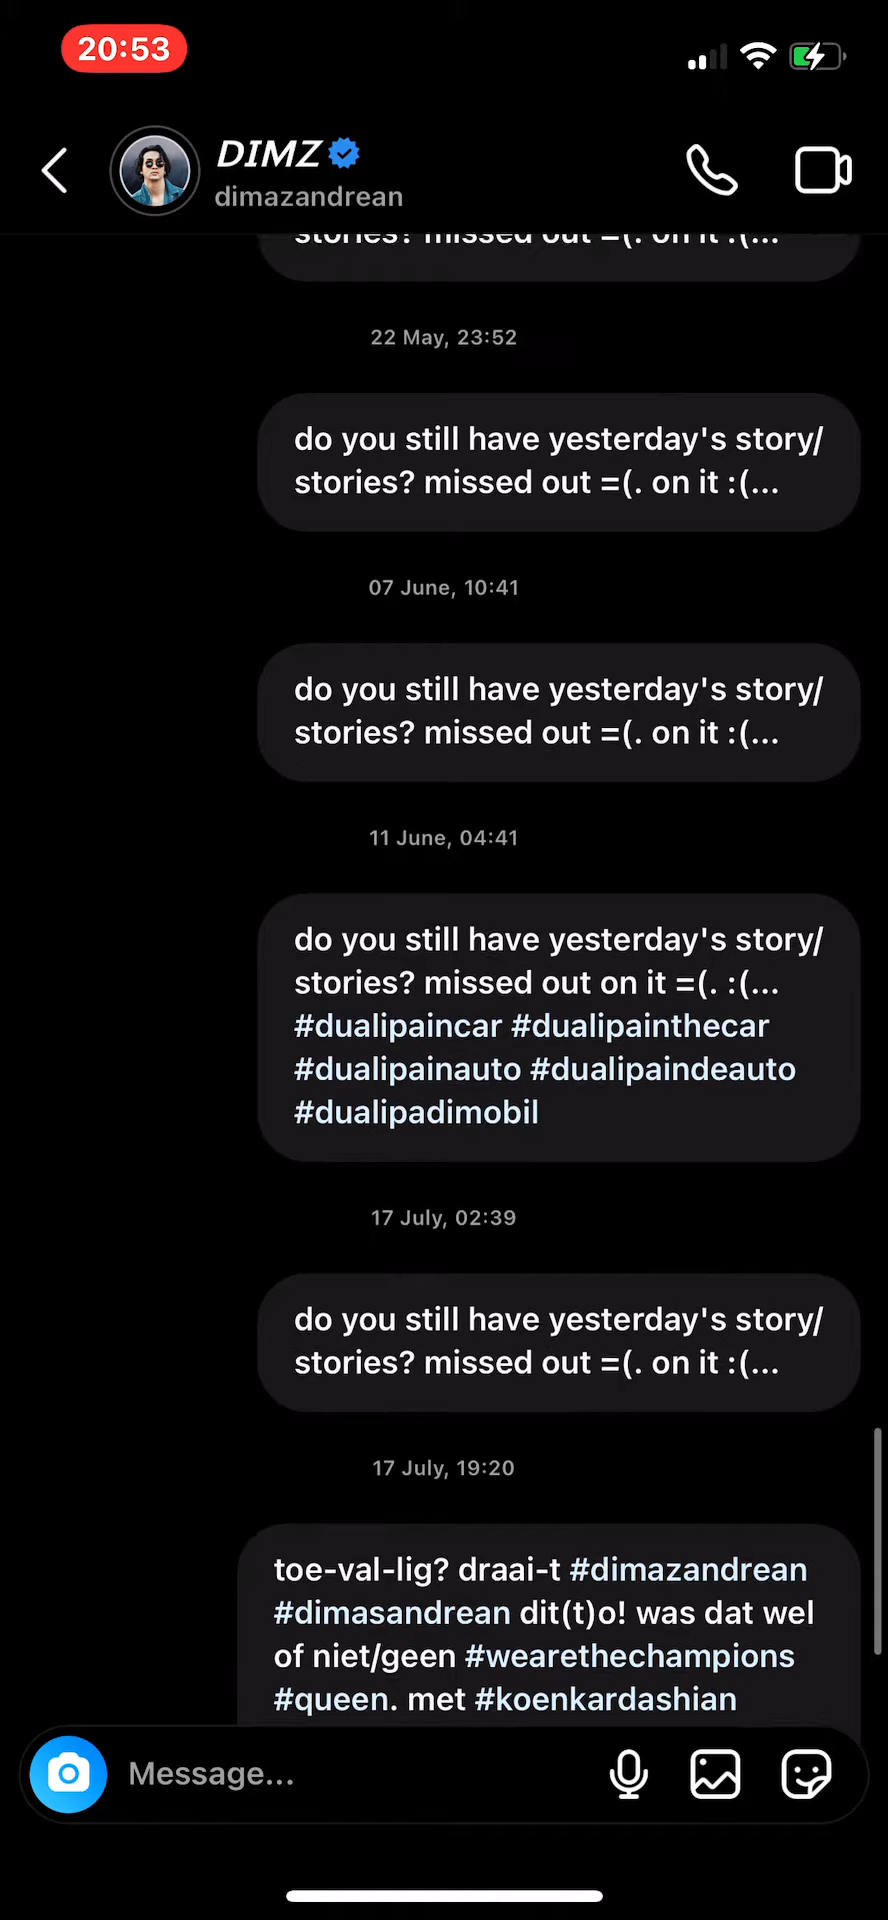 20:53
DIMZ
dimazandrean
stories? missed out =(. on it :(...
22 May, 23:52
do you still have yesterday's story/
stories? missed out =(. on it :(...
07 June, 10:41
do you still have yesterday's story/
stories? missed out =(. on it :(...
11 June, 04:41
do you still have yesterday's story/
stories? missed out on it =(. :(...
#dualipaincar #dualipainthecar
#dualipainauto #dualipaindeauto
#dualipadimobil
17 July, 02:39
do you still have yesterday's story/
stories? missed out =(. on it :(...
17 July, 19:20
toe-val-lig? draai-t #dimazandrean
#dimasandrean dit(t)o! was dat wel
of niet/geen #wearethechampions
#queen. met #koenkardashian
Message...